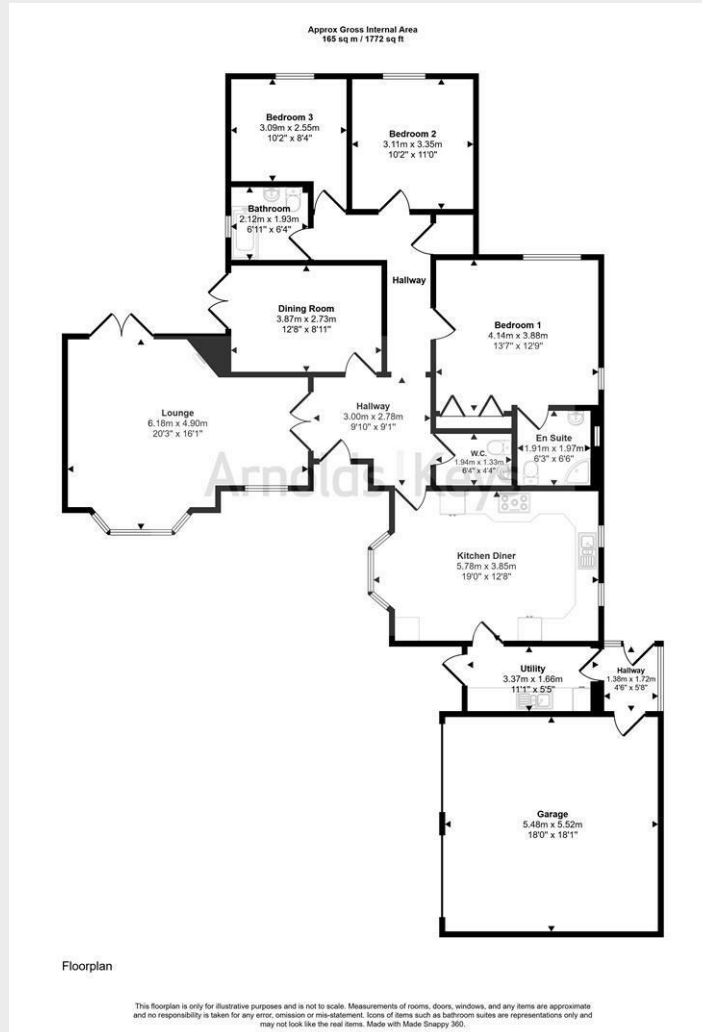 Approx Gross Internal Area
165 sq m / 1772 sq ft
Bedroom 3
3.09m x 2.55m
10'2" x 8'4"
Bedroom 2
3.11m x 3.35m
10'2" x 11'0"
Bathroom
2.12m x 1.93m
6'11" x 6'4"
Hallway
Dining Room
3.87m x 2.73m
12'8" x 8'11"
Bedroom 1
4.14m x 3.88m
13'7" x 12'9"
Lounge
6.18m x 4.90m
20'3" x 16'1"
Hallway
3.00m x 2.78m
9'10" x 9'1"
W.C.
1.94m x 1.33m
6'4" x 4'4"
En Suite
1.91m x 1.97m
6'3" x 6'6"
Arnolds | Keys
Kitchen Diner
5.78m x 3.85m
19'0" x 12'8"
Utility
3.37m x 1.66m
11'1" x 5'5"
Hallway
1.38m x 1.72m
4'6" x 5'8"
Garage
5.48m x 5.52m
18'0" x 18'1"
Floorplan
This floorplan is only for illustrative purposes and is not to scale. Measurements of rooms, doors, windows, and any items are approximate
and no responsibility is taken for any error, omission or mis-statement. Icons of items such as bathroom suites are representations only and
may not look like the real items. Made with Made Snappy 360.